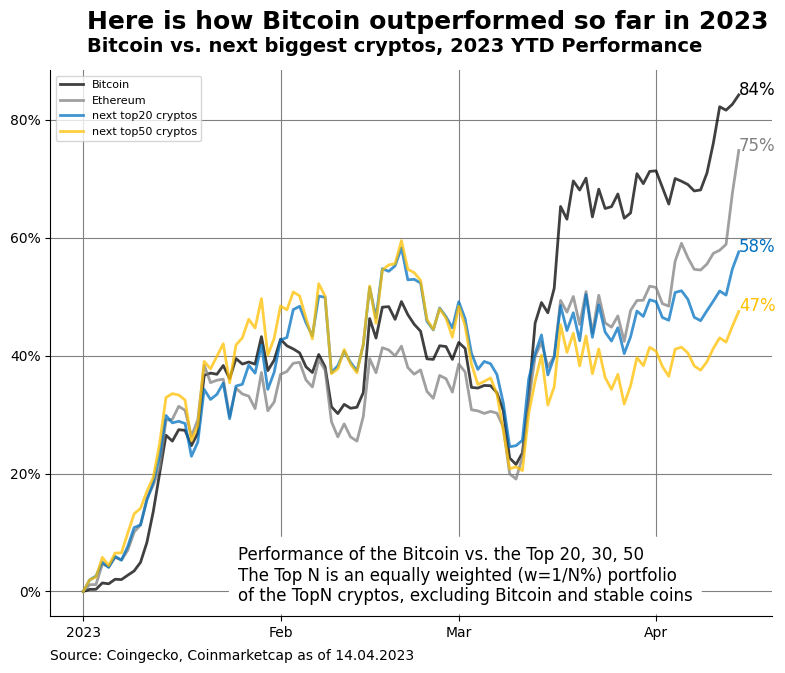 Here is how Bitcoin outperformed so far in 2023
Bitcoin vs. next biggest cryptos, 2023 YTD Performance
Bitcoin
Ethereum
next top20 cryptos
next top50 cryptos
84%
75%
58%
47%
80%
60%
40%
20%
0%
Performance of the Bitcoin vs. the Top 20, 30, 50
The Top N is an equally weighted (w=1/N%) portfolio
of the TopN cryptos, excluding Bitcoin and stable coins
2023
Feb
Mar
Apr
Source: Coingecko, Coinmarketcap as of 14.04.2023